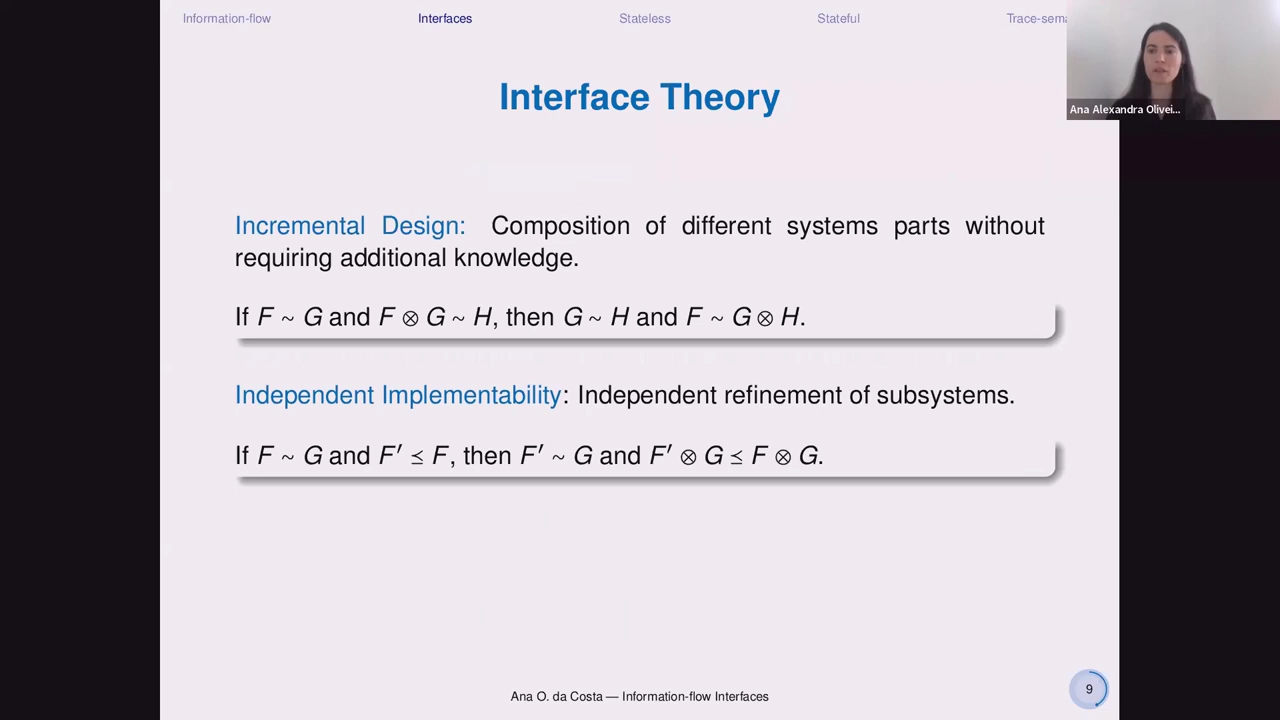 Information-flow Interfaces Stateless Stateful Trace-sema
Ana Alexandra Olivei...
Interface Theory
Incremental Design: Composition of different systems parts without
requiring additional knowledge.
If F ~ G and F ⊗ G ~ H, then G ~ H and F ~ G ⊗ H.
Independent Implementability: Independent refinement of subsystems.
If F ~ G and F′ ⪯ F, then F′ ~ G and F′ ⊗ G ⪯ F ⊗ G.
Ana O. da Costa — Information-flow Interfaces
9